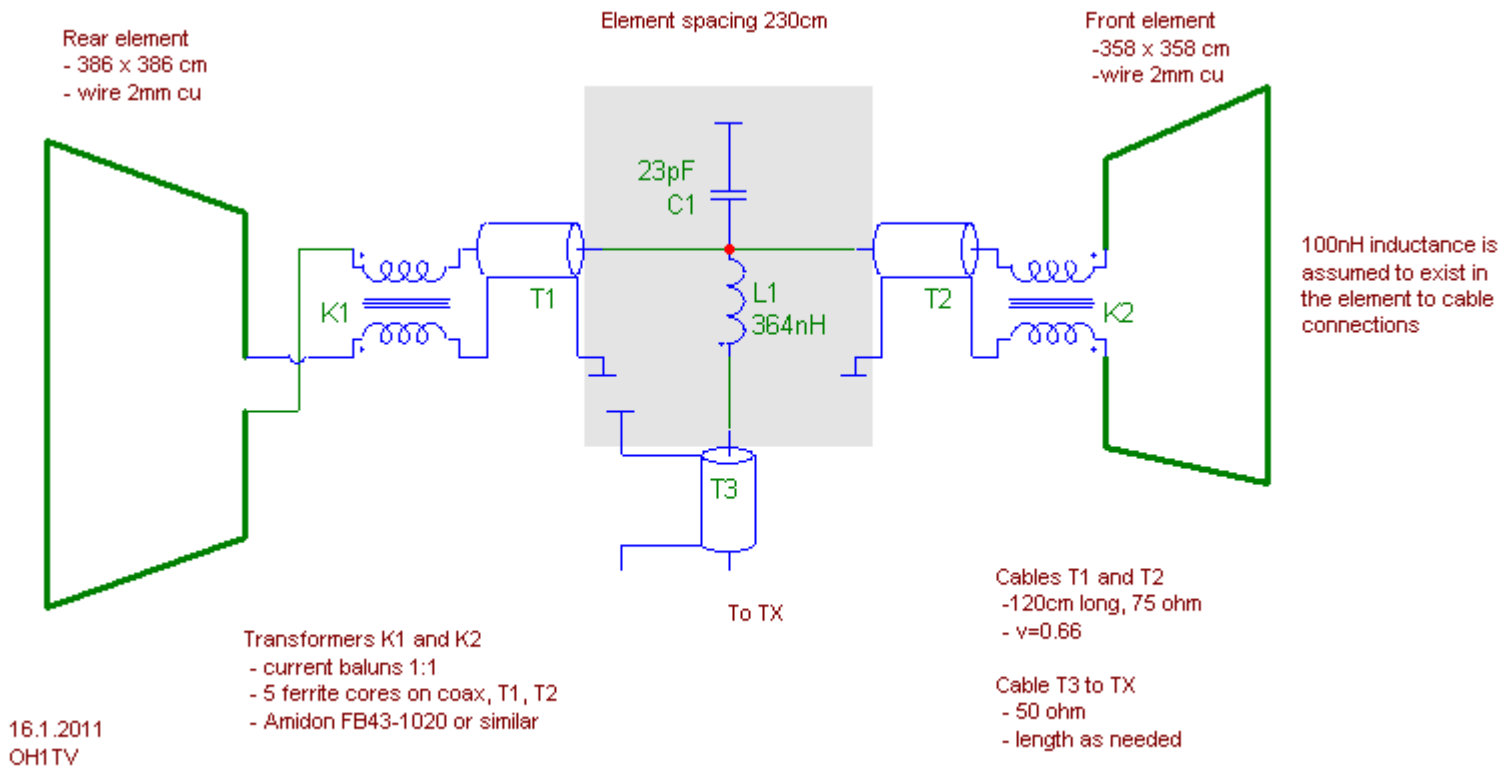 Element spacing 230cm
Rear element
- 386 x 386 cm
- wire 2mm cu
Front element
-358 x 358 cm
-wire 2mm cu
23pF
C1
L1
364nH
K1
T1
T2
K2
T3
100nH inductance is
assumed to exist in
the element to cable
connections
To TX
Transformers K1 and K2
- current baluns 1:1
- 5 ferrite cores on coax, T1, T2
- Amidon FB43-1020 or similar
Cables T1 and T2
-120cm long, 75 ohm
- v=0.66
Cable T3 to TX
- 50 ohm
- length as needed
16.1.2011
OH1TV